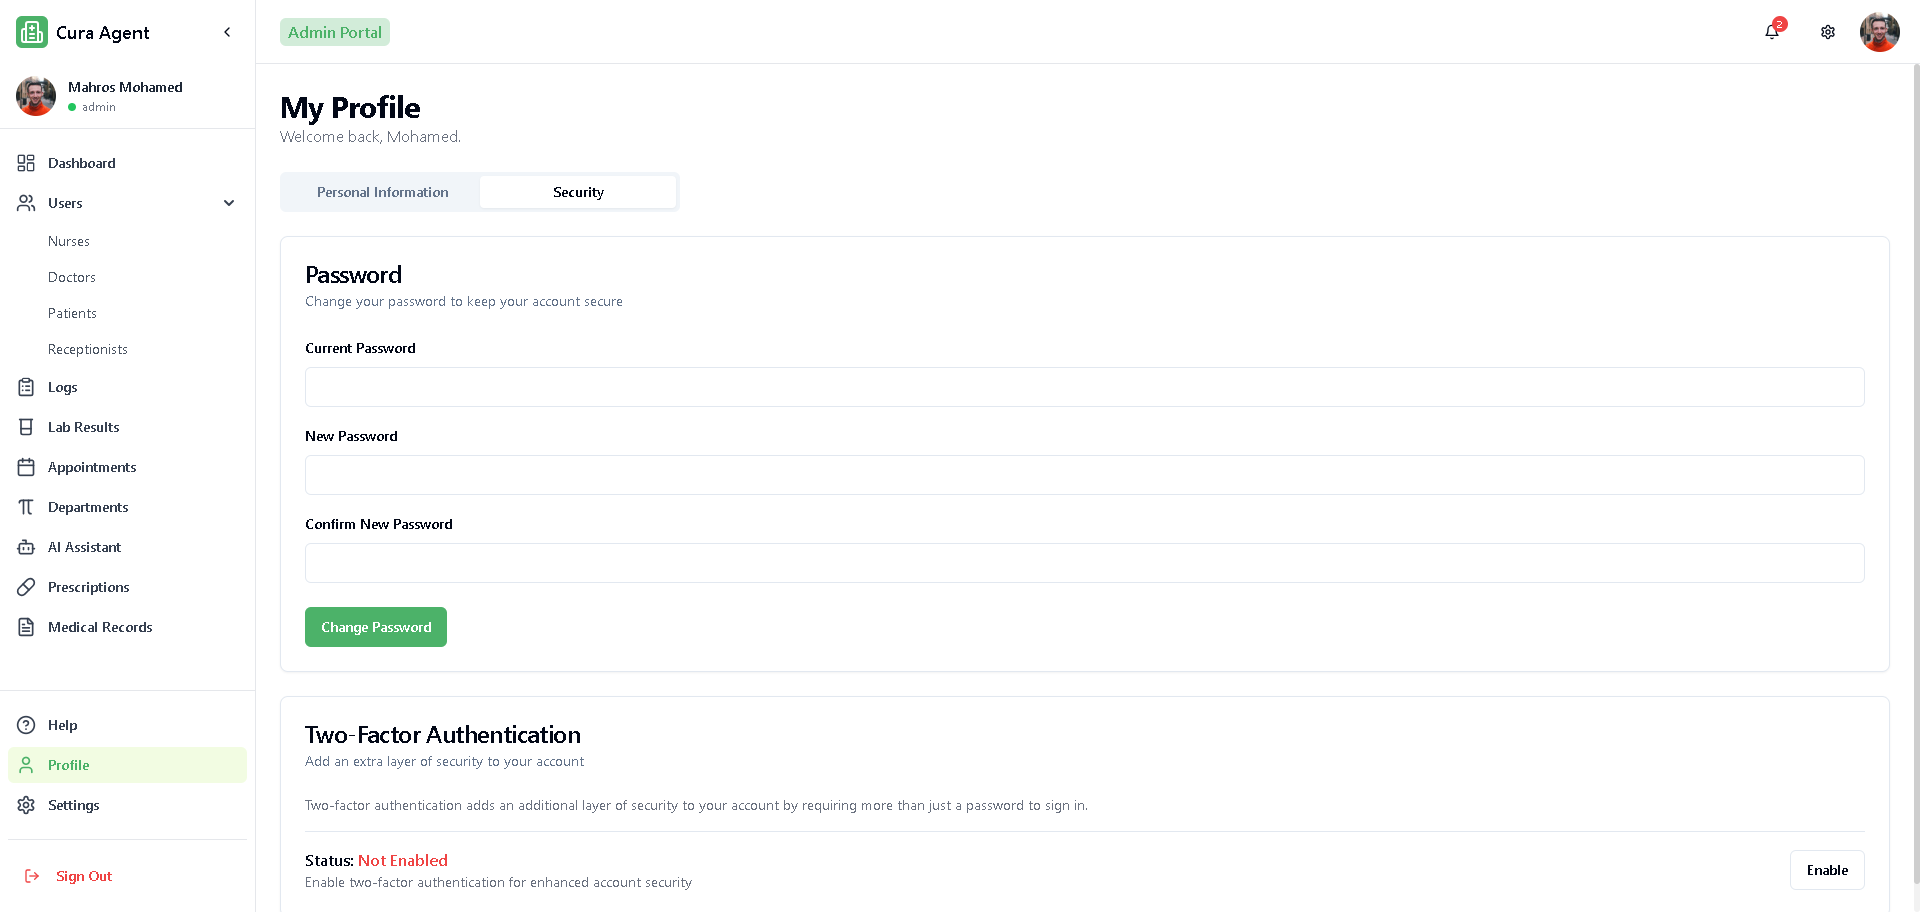 Cura Agent
Mahros Mohamed
admin
Dashboard
Users
Nurses
Doctors
Patients
Receptionists
Logs
Lab Results
Appointments
Departments
AI Assistant
Prescriptions
Medical Records
Help
Profile
Settings
Sign Out
Admin Portal
2
My Profile
Welcome back, Mohamed.
Personal Information
Security
Password
Change your password to keep your account secure
Current Password
New Password
Confirm New Password
Change Password
Two-Factor Authentication
Add an extra layer of security to your account
Two-factor authentication adds an additional layer of security to your account by requiring more than just a password to sign in.
Status: Not Enabled
Enable two-factor authentication for enhanced account security
Enable